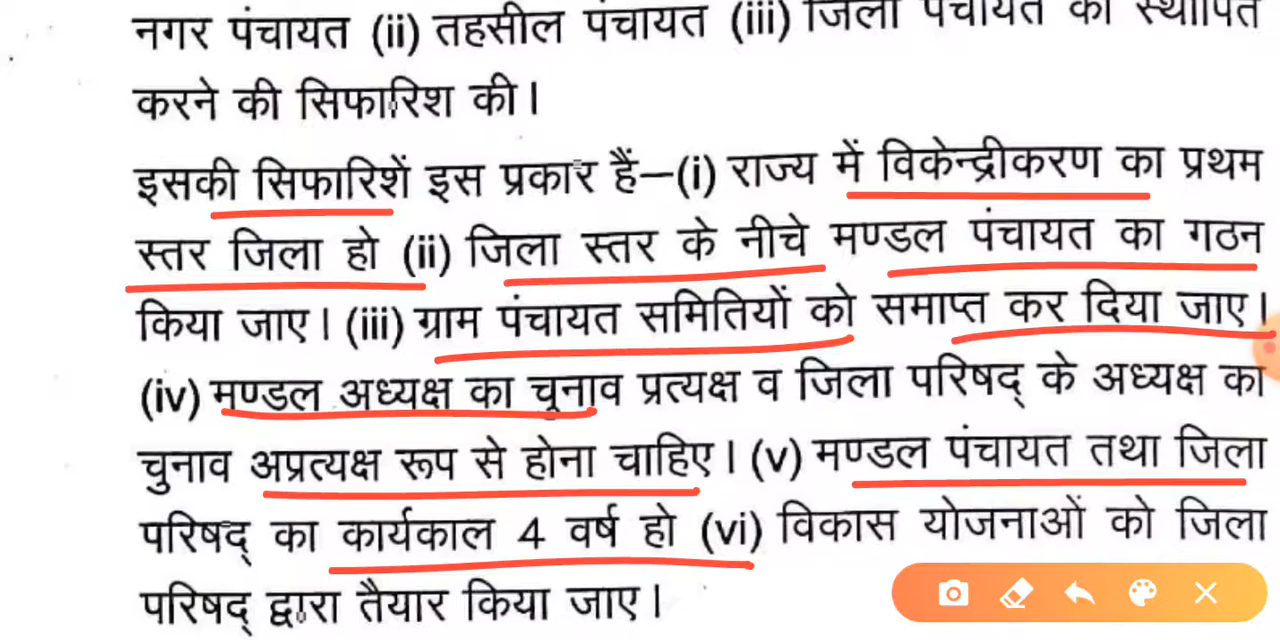 नगर पंचायत (ii) तहसील पंचायत (iii) जिला पंचायत को स्थापित
करने की सिफारिश की।
इसकी सिफारिशें इस प्रकार हैं—(i) राज्य में विकेन्द्रीकरण का प्रथम
स्तर जिला हो (ii) जिला स्तर के नीचे मण्डल पंचायत का गठन
किया जाए। (iii) ग्राम पंचायत समितियों को समाप्त कर दिया जाए।
(iv) मण्डल अध्यक्ष का चुनाव प्रत्यक्ष व जिला परिषद् के अध्यक्ष का
चुनाव अप्रत्यक्ष रूप से होना चाहिए। (v) मण्डल पंचायत तथा जिला
परिषद् का कार्यकाल 4 वर्ष हो (vi) विकास योजनाओं को जिला
परिषद् द्वारा तैयार किया जाए।